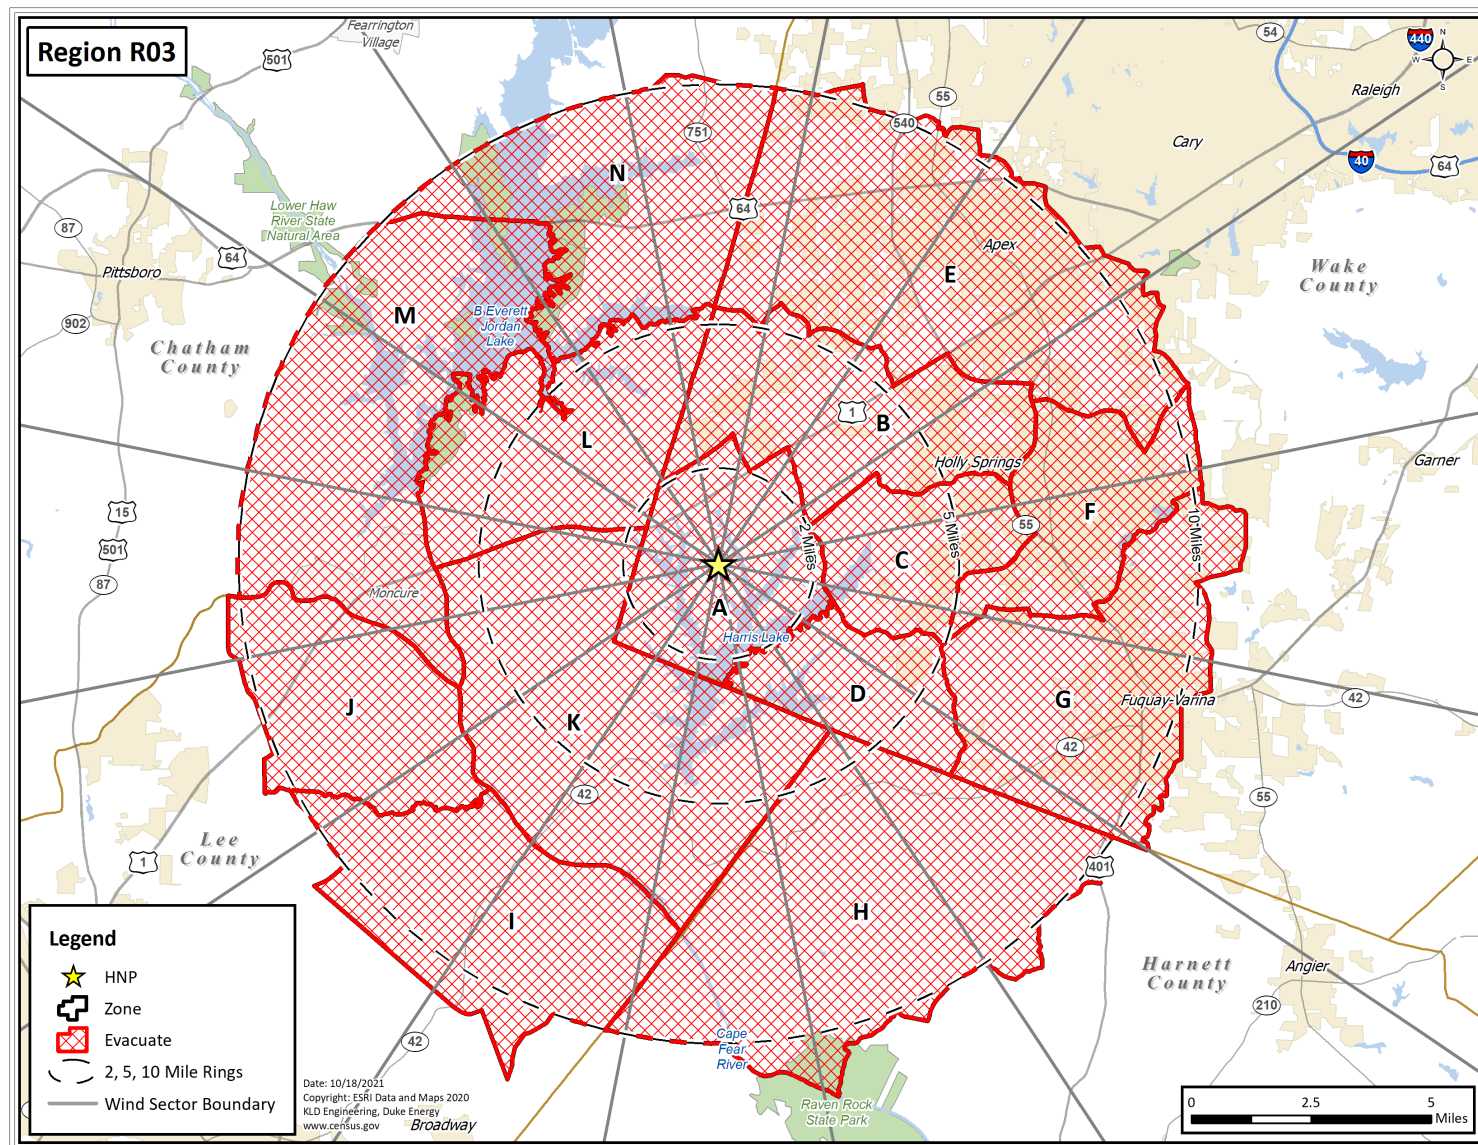 Region R03
Fearrington
Village
501
54
440
N
W
E
S
Raleigh
55
540
751
Cary
40
64
N
Lower Haw
River State
Natural Area
87
64
64
Pittsboro
Apex
E
Wake
County
M
B Everett
Jordan
Lake
902
Chatham
County
1
B
L
Holly Springs
Garner
15
5 Miles
55
F
10 Miles
501
2 Miles
C
87
Moncure
A
Harris Lake
J
D
G
Fuquay-Varina
42
K
42
42
55
Lee
County
1
401
I
H
Legend
HNP
Zone
Evacuate
2, 5, 10 Mile Rings
Wind Sector Boundary
Harnett
County
Angier
210
42
Cape
Fear
River
Date: 10/18/2021
Copyright: ESRI Data and Maps 2020
KLD Engineering, Duke Energy
www.census.gov
Broadway
Raven Rock
State Park
0
2.5
5
Miles